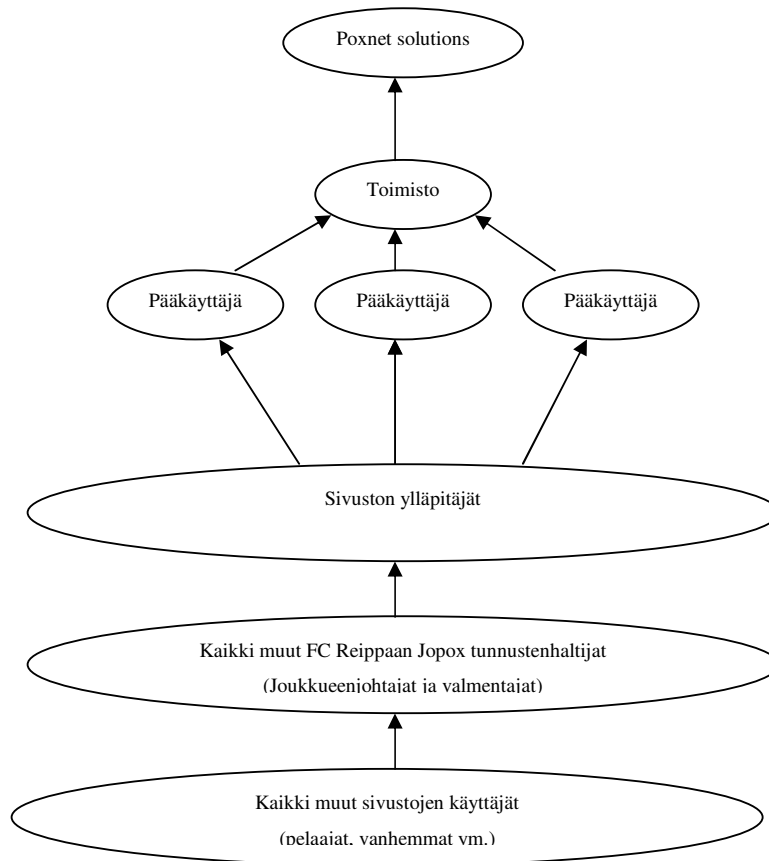 Poxnet solutions
Toimisto
Pääkäyttäjä Pääkäyttäjä Pääkäyttäjä
Sivuston ylläpitäjät
Kaikki muut FC Reippaan Jopox tunnustenhaltijat
(Joukkueenjohtajat ja valmentajat)
Kaikki muut sivustojen käyttäjät
(pelaajat, vanhemmat ym.)